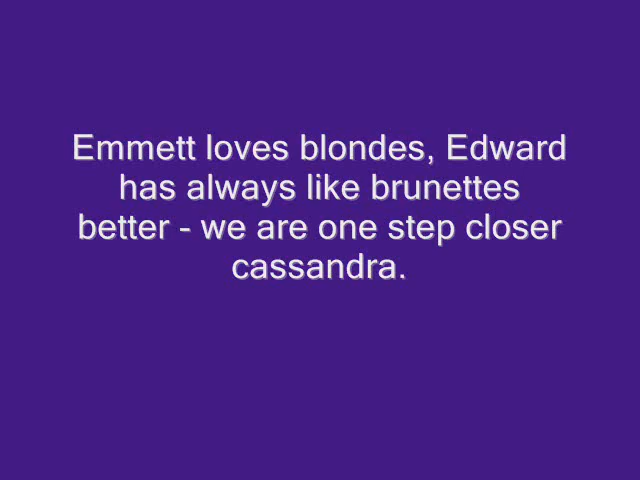 Emmett loves blondes, Edward
has always like brunettes
better - we are one step closer
cassandra.